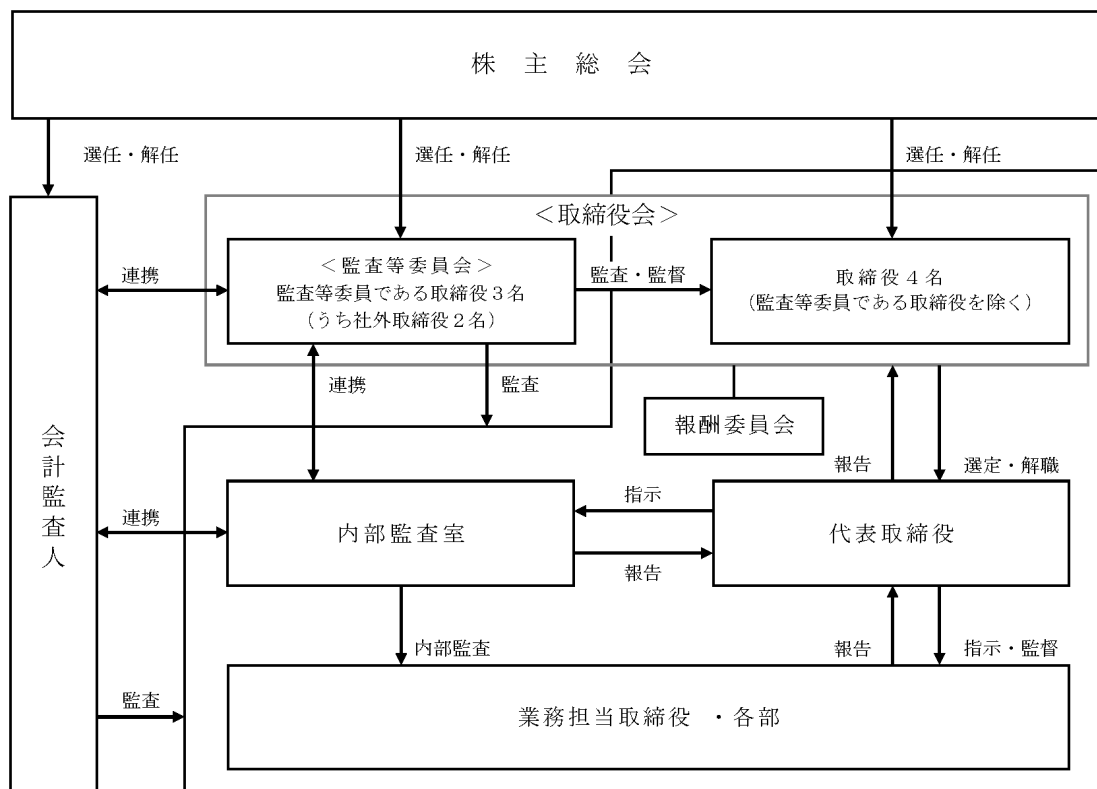 株主総会
選任・解任
選任・解任
選任・解任
＜取締役会＞
＜監査等委員会＞
監査等委員である取締役３名
（うち社外取締役２名）
監査・監督
取締役４名
（監査等委員である取締役を除く）
連携
連携
監査
報酬委員会
会計監査人
報告
選定・解職
連携
内部監査室
指示
報告
代表取締役
内部監査
報告
指示・監督
監査
業務担当取締役 ・各部